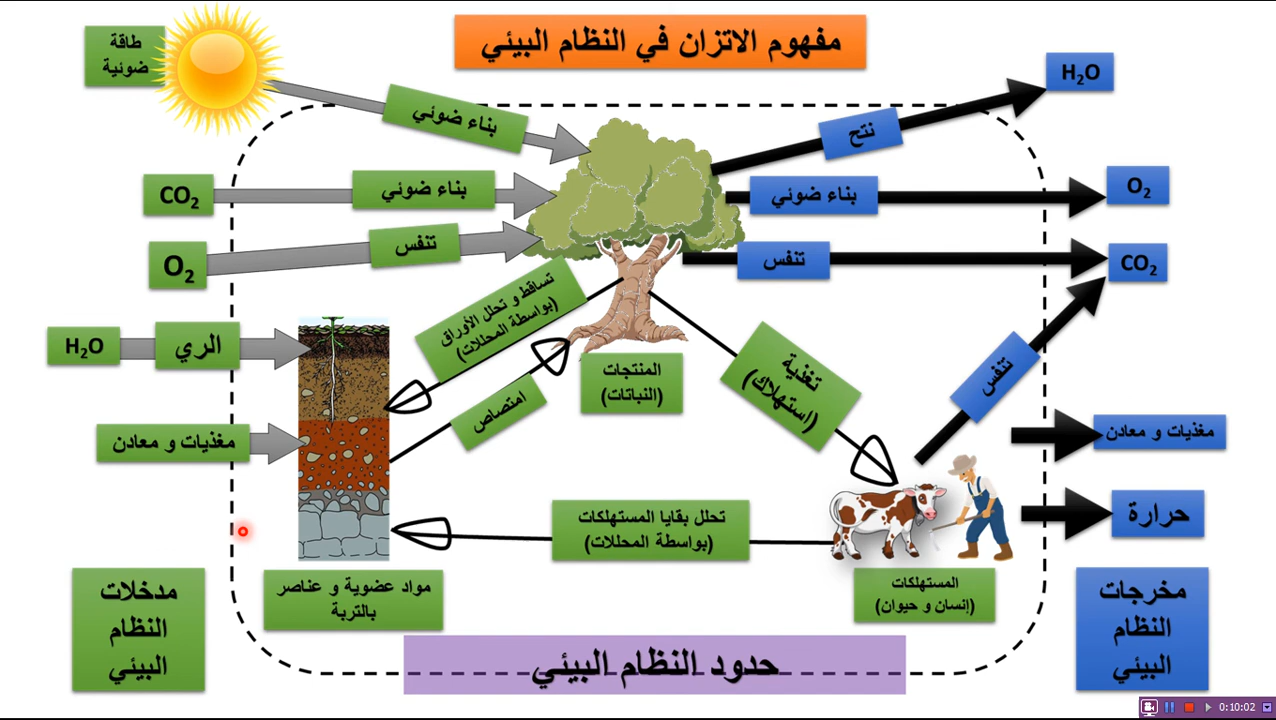 مفهوم الاتزان في النظام البيئي
طاقة
ضوئية
بناء ضوئي
CO₂
بناء ضوئي
O₂
تنفس
H₂O
الري
مغذيات و معادن
نتح
H₂O
بناء ضوئي
O₂
تنفس
CO₂
تنفس
مغذيات و معادن
حرارة
تساقط و تحلل الأوراق
(بواسطة المحللات)
امتصاص
المنتجات
(النباتات)
تغذية
(استهلاك)
تحلل بقايا المستهلكات
(بواسطة المحللات)
المستهلكات
(إنسان و حيوان)
مواد عضوية و عناصر
بالتربة
مدخلات
النظام
البيئي
مخرجات
النظام
البيئي
حدود النظام البيئي
0:10:02